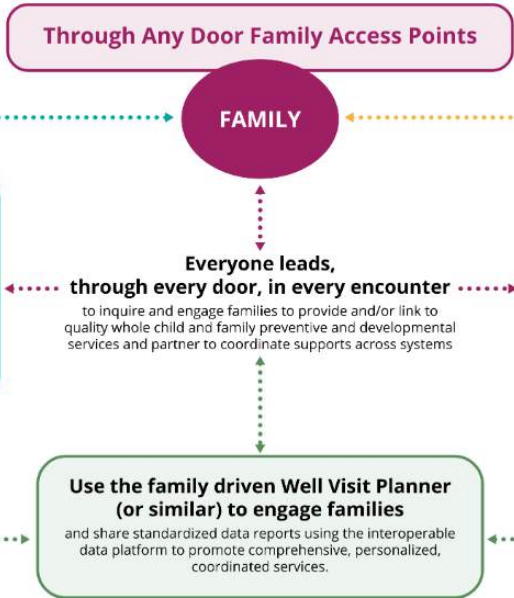 Through Any Door Family Access Points
FAMILY
Everyone leads,
through every door, in every encounter
to inquire and engage families to provide and/or link to
quality whole child and family preventive and developmental
services and partner to coordinate supports across systems
Use the family driven Well Visit Planner
(or similar) to engage families
and share standardized data reports using the interoperable
data platform to promote comprehensive, personalized,
coordinated services.